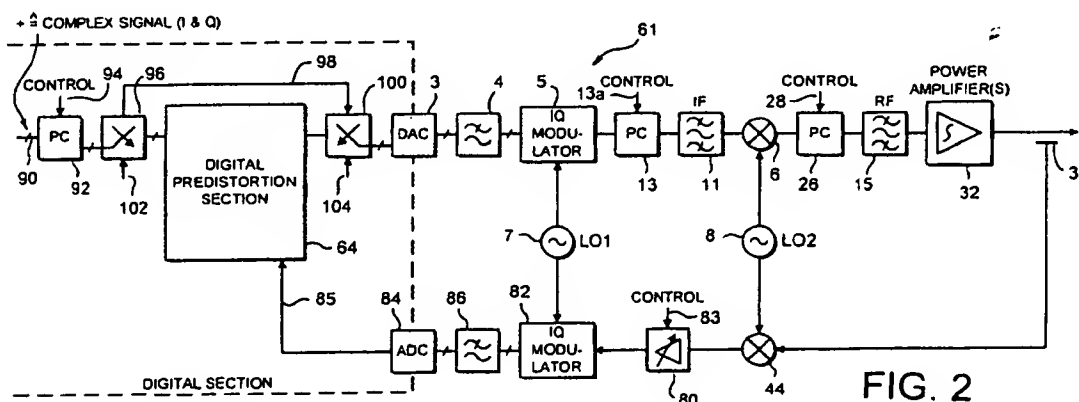 + ≙ COMPLEX SIGNAL (I & Q)
CONTROL
94
96
98
100
3
4
5
61
CONTROL
13a
IF
CONTROL
28
RF
POWER
AMPLIFIER(S)
PC
90
92
102
DIGITAL
PREDISTORTION
SECTION
64
104
DAC
IQ
MODU-
LATOR
PC
13
11
6
PC
26
15
32
3
7
LO1
8
LO2
85
84
86
82
CONTROL
83
ADC
IQ
MODU-
LATOR
80
44
DIGITAL SECTION
FIG. 2